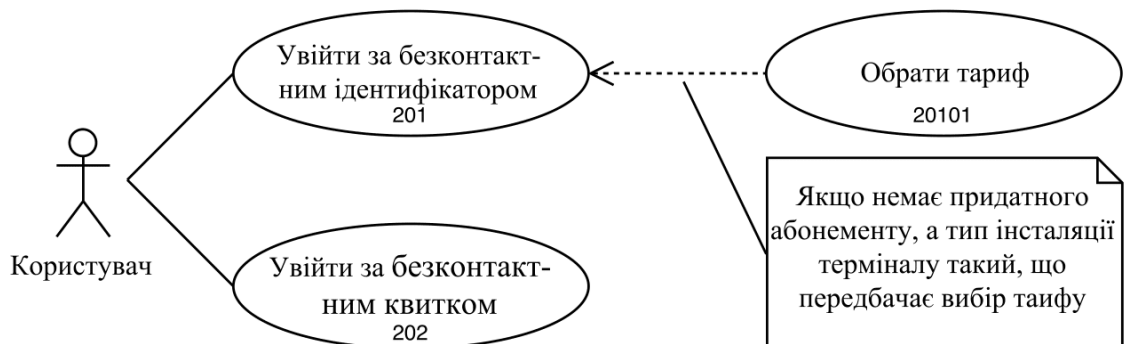 Увійти за безконтакт-
ним ідентифікатором
201
Обрати тариф
20101
Користувач
Увійти за безконтакт-
ним квитком
202
Якщо немає придатного
абонементу, а тип інсталяції
терміналу такий, що
передбачає вибір таифу